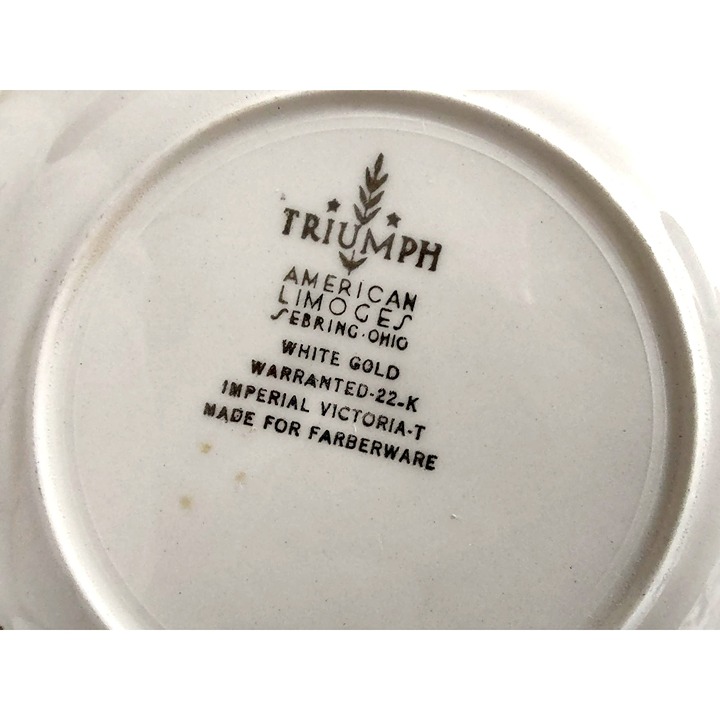 TRIUMPH
AMERICAN
LIMOGES
SEBRING·OHIO
WHITE GOLD
WARRANTED-22-K
IMPERIAL VICTORIA-T
MADE FOR FARBERWARE